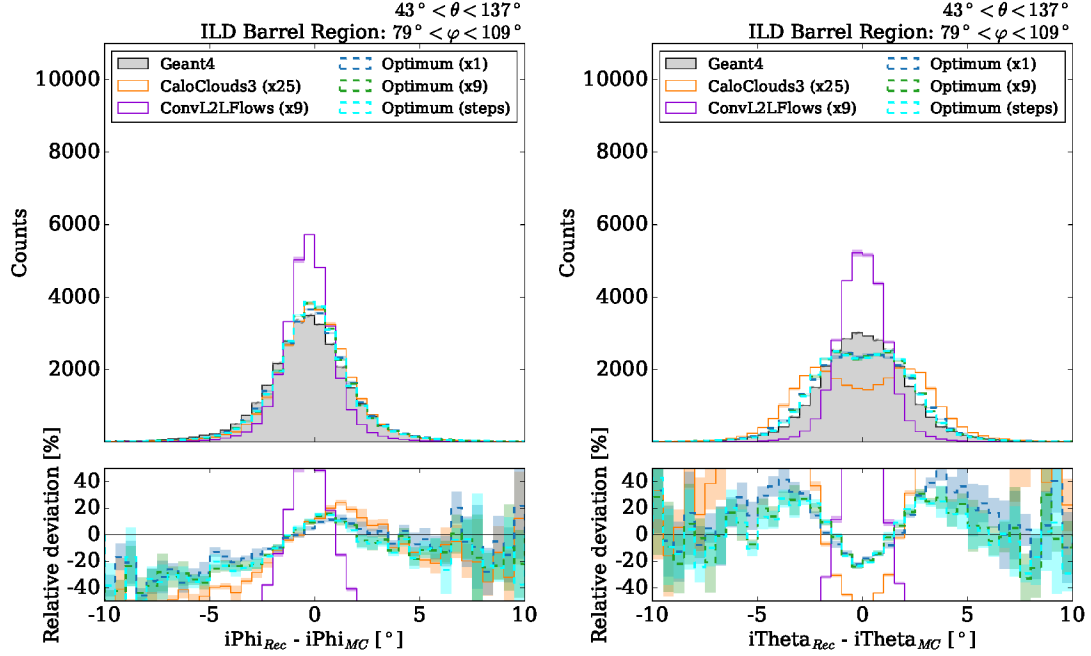 43° < θ < 137°
ILD Barrel Region: 79° < φ < 109°
Geant4
CaloClouds3 (x25)
ConvL2LFlows (x9)
Optimum (x1)
Optimum (x9)
Optimum (steps)
10000
8000
6000
4000
2000
Counts
40
20
0
-20
-40
Relative deviation [%]
-10 -5 0 5 10
iPhi_Rec - iPhi_MC [°]
43° < θ < 137°
ILD Barrel Region: 79° < φ < 109°
Geant4
CaloClouds3 (x25)
ConvL2LFlows (x9)
Optimum (x1)
Optimum (x9)
Optimum (steps)
10000
8000
6000
4000
2000
Counts
40
20
0
-20
-40
Relative deviation [%]
-10 -5 0 5 10
iTheta_Rec - iTheta_MC [°]